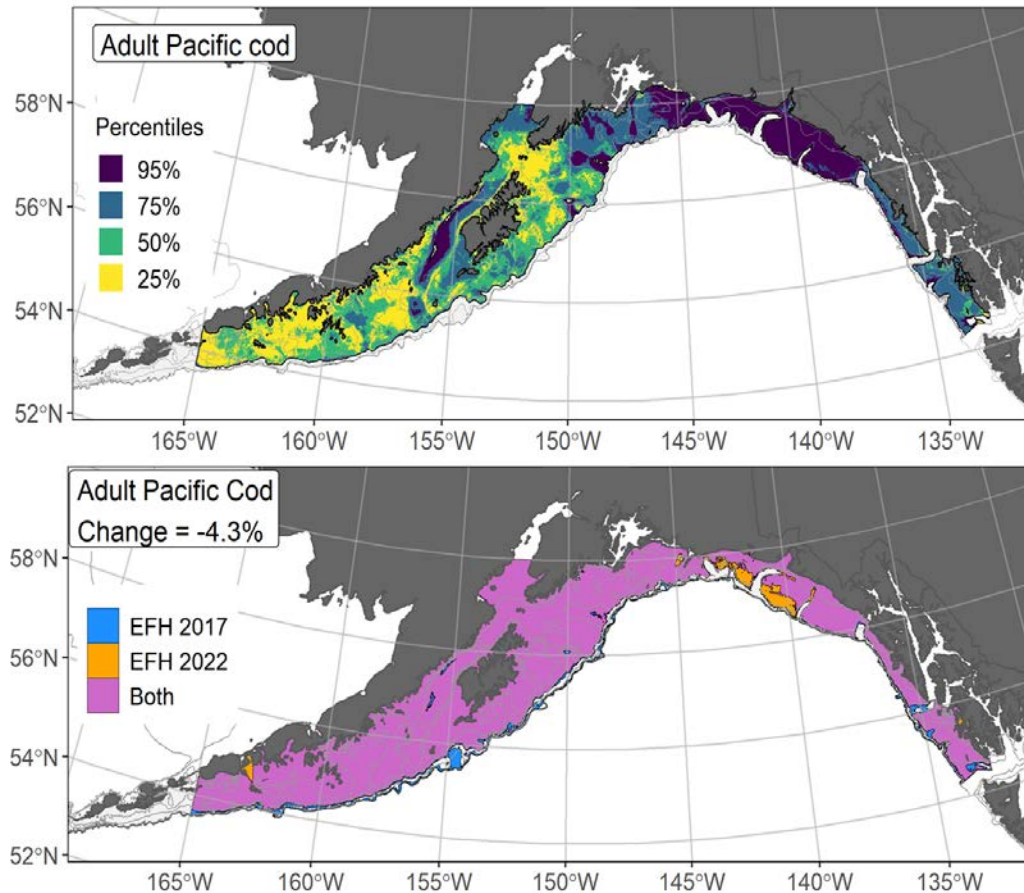 Adult Pacific cod
Percentiles
95%
75%
50%
25%
58°N
56°N
54°N
52°N
165°W 160°W 155°W 150°W 145°W 140°W 135°W
Adult Pacific Cod
Change = -4.3%
EFH 2017
EFH 2022
Both
58°N
56°N
54°N
52°N
165°W 160°W 155°W 150°W 145°W 140°W 135°W